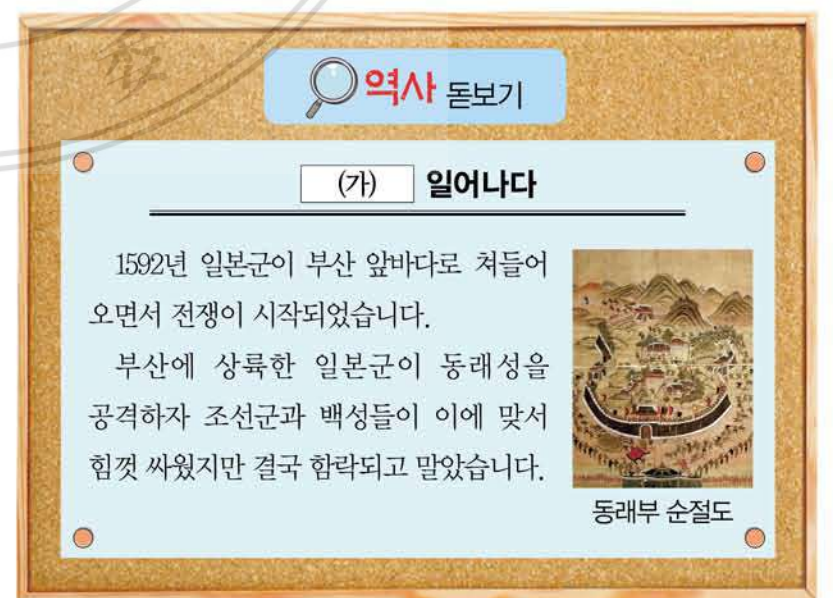 역사 돋보기
(가) 일어나다
1592년 일본군이 부산 앞바다로 쳐들어
오면서 전쟁이 시작되었습니다.
부산에 상륙한 일본군이 동래성을
공격하자 조선군과 백성들이 이에 맞서
힘껏 싸웠지만 결국 함락되고 말았습니다.
동래부 순절도